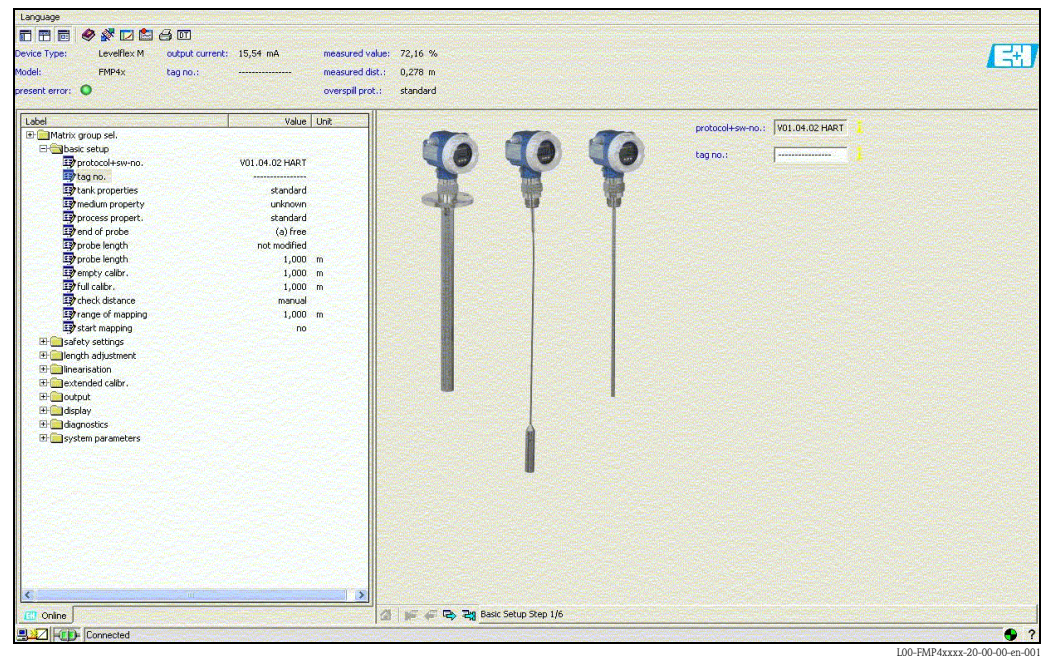 Language
DT
Device Type: Levelflex M output current: 15,54 mA measured value: 72,16 %
Model: FMP4x tag no.: ---------------- measured dist.: 0,278 m
present error: overspill prot.: standard
E+H
Label Value Unit
Matrix group sel.
basic setup
protocol+sw-no. V01.04.02 HART
tag no. ----------------
tank properties standard
medium property unknown
process propert. standard
end of probe (a) free
probe length not modified
probe length 1,000 m
empty calibr. 1,000 m
full calibr. 1,000 m
check distance manual
range of mapping 1,000 m
start mapping no
safety settings
length adjustment
linearisation
extended calibr.
output
display
diagnostics
system parameters
protocol+sw-no.: V01.04.02 HART
tag no.: ----------------
Online
Basic Setup Step 1/6
Connected
?
L00-FMP4xxxx-20-00-00-en-001